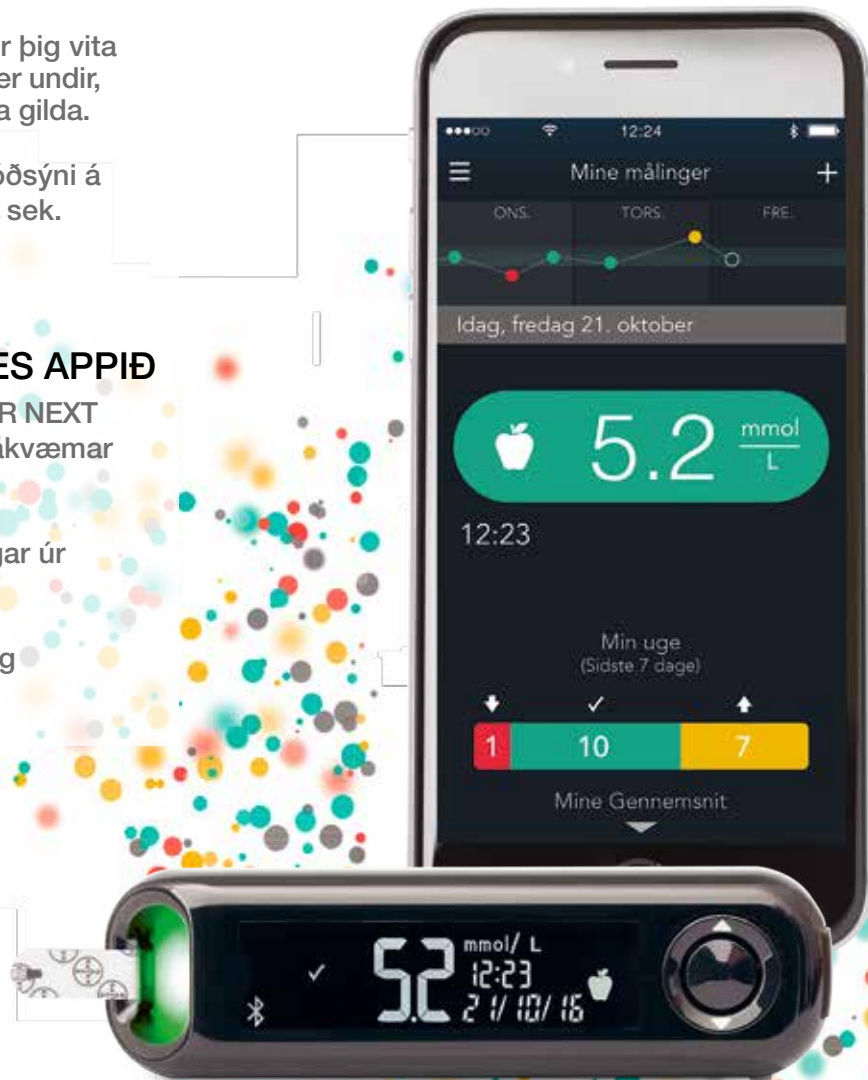 r þig vita
er undir,
a gilda.
óðsýni á
sek.
ES APPIÐ
R NEXT
ákvæmar
gar úr
g
12:24
Mine målinger
ONS. TORS. FRE.
Idag, fredag 21. oktober
5.2 mmol
L
12:23
Min uge
(Sidste 7 dage)
1 10 7
Mine Gennemsnit
5.2 mmol/L
12:23
21/10/16